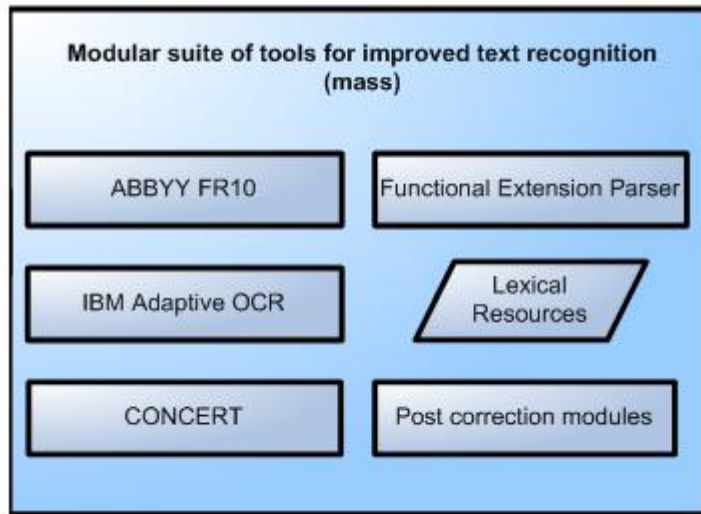 Modular suite of tools for improved text recognition
(mass)
ABBYY FR10
Functional Extension Parser
IBM Adaptive OCR
Lexical
Resources
CONCERT
Post correction modules